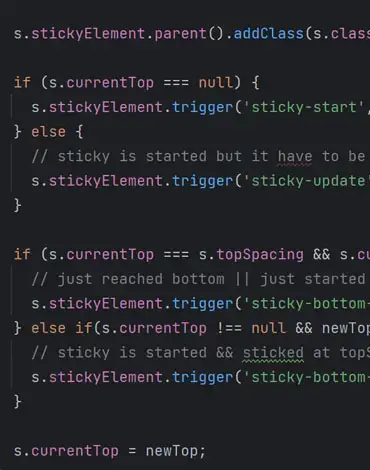 s.stickyElement.parent().addClass(s.class
if (s.currentTop === null) {
s.stickyElement.trigger('sticky-start',
} else {
// sticky is started but it have to be
s.stickyElement.trigger('sticky-update'
}
if (s.currentTop === s.topSpacing && s.cu
// just reached bottom || just started
s.stickyElement.trigger('sticky-bottom-
} else if(s.currentTop !== null && newTop
// sticky is started && sticked at topS
s.stickyElement.trigger('sticky-bottom-
}
s.currentTop = newTop;